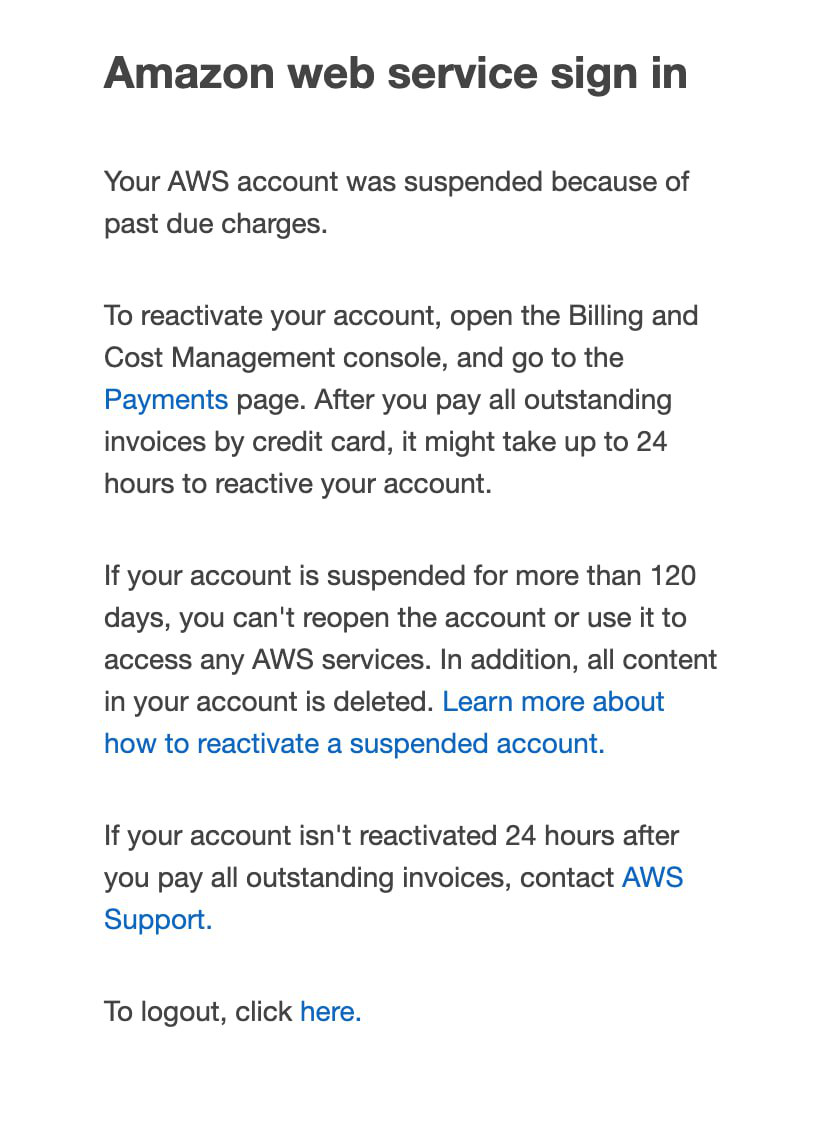 Amazon web service sign in
Your AWS account was suspended because of
past due charges.
To reactivate your account, open the Billing and
Cost Management console, and go to the
Payments page. After you pay all outstanding
invoices by credit card, it might take up to 24
hours to reactive your account.
If your account is suspended for more than 120
days, you can't reopen the account or use it to
access any AWS services. In addition, all content
in your account is deleted. Learn more about
how to reactivate a suspended account.
If your account isn't reactivated 24 hours after
you pay all outstanding invoices, contact AWS
Support.
To logout, click here.